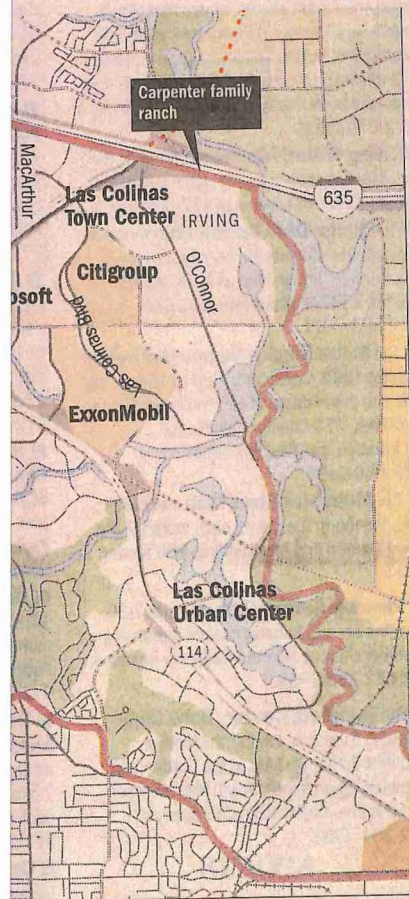 Carpenter family
ranch
MacArthur
635
Las Colinas
Town Center
IRVING
Citigroup
O'Connor
osoft
Las Colinas Blvd
ExxonMobil
Las Colinas
Urban Center
114